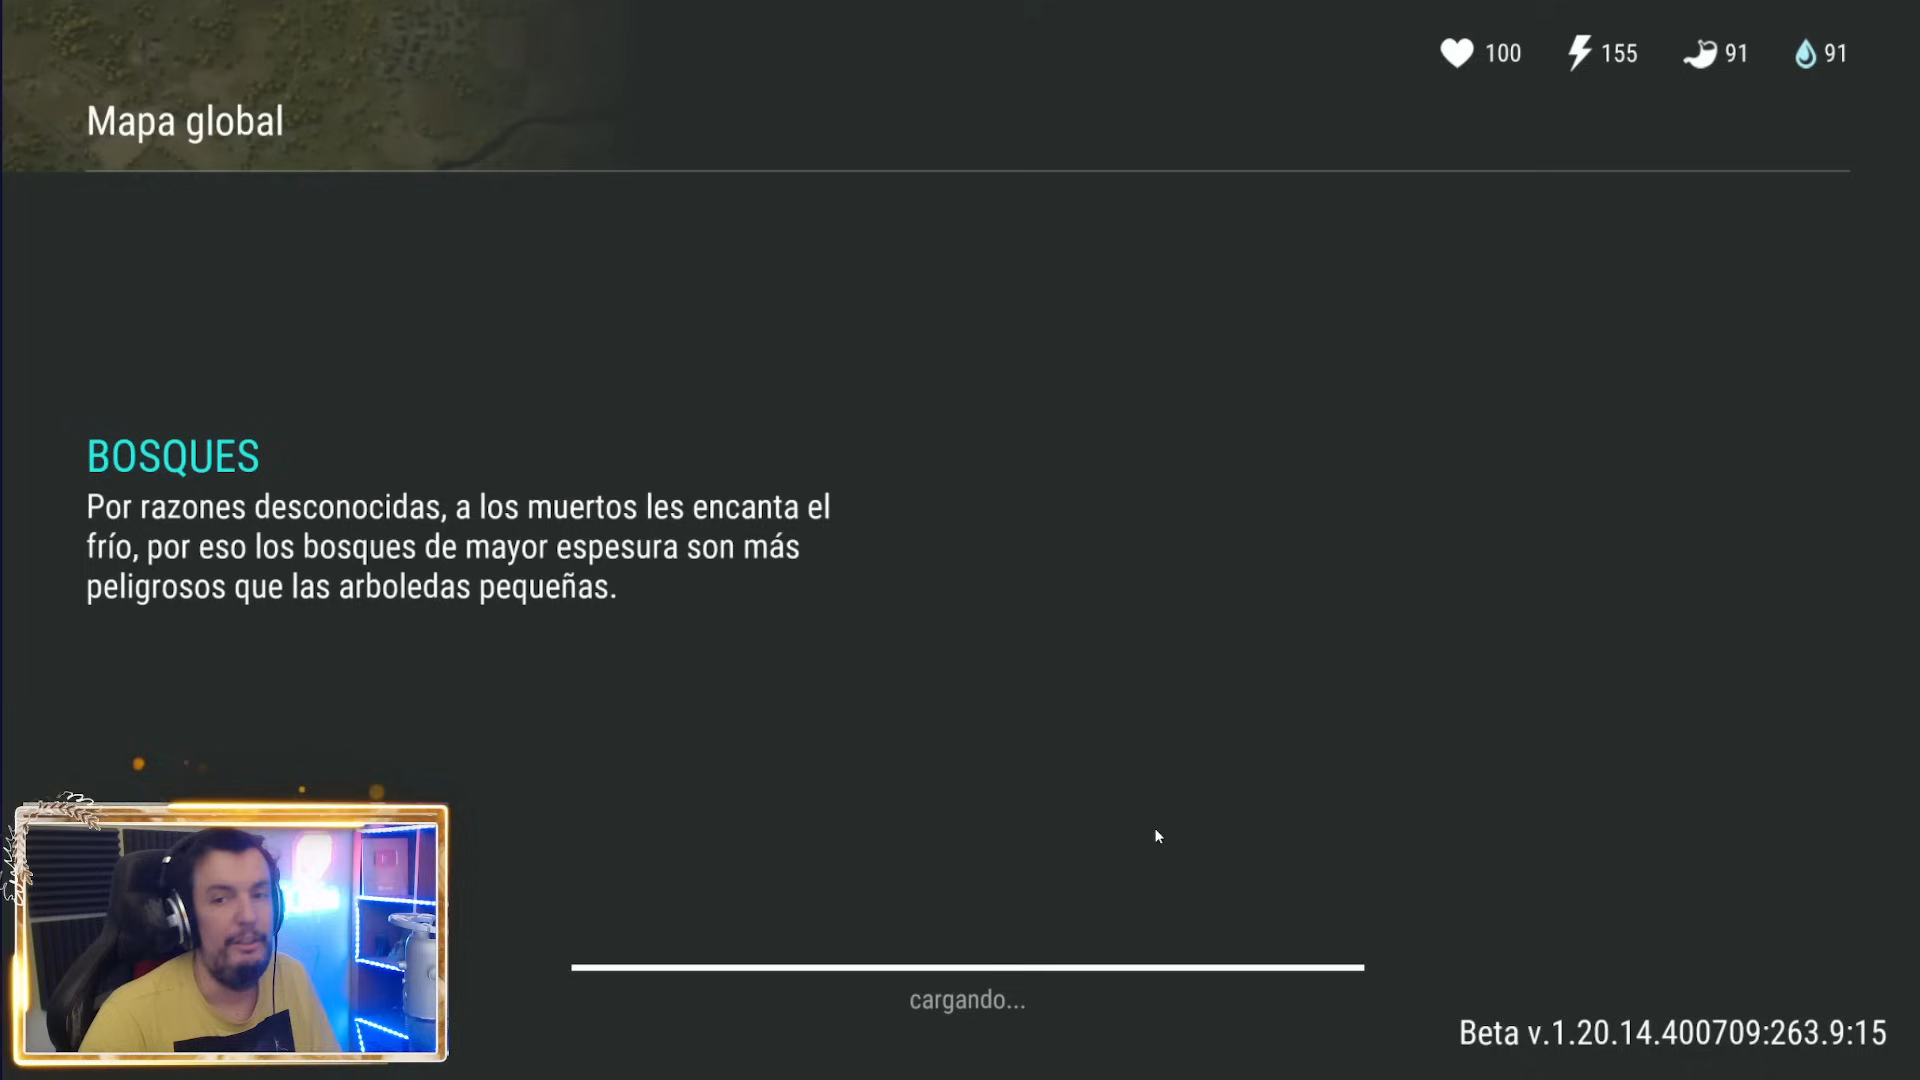 100 155 91 91
Mapa global
BOSQUES
Por razones desconocidas, a los muertos les encanta el
frío, por eso los bosques de mayor espesura son más
peligrosos que las arboledas pequeñas.
cargando...
Beta v.1.20.14.400709:263.9:15